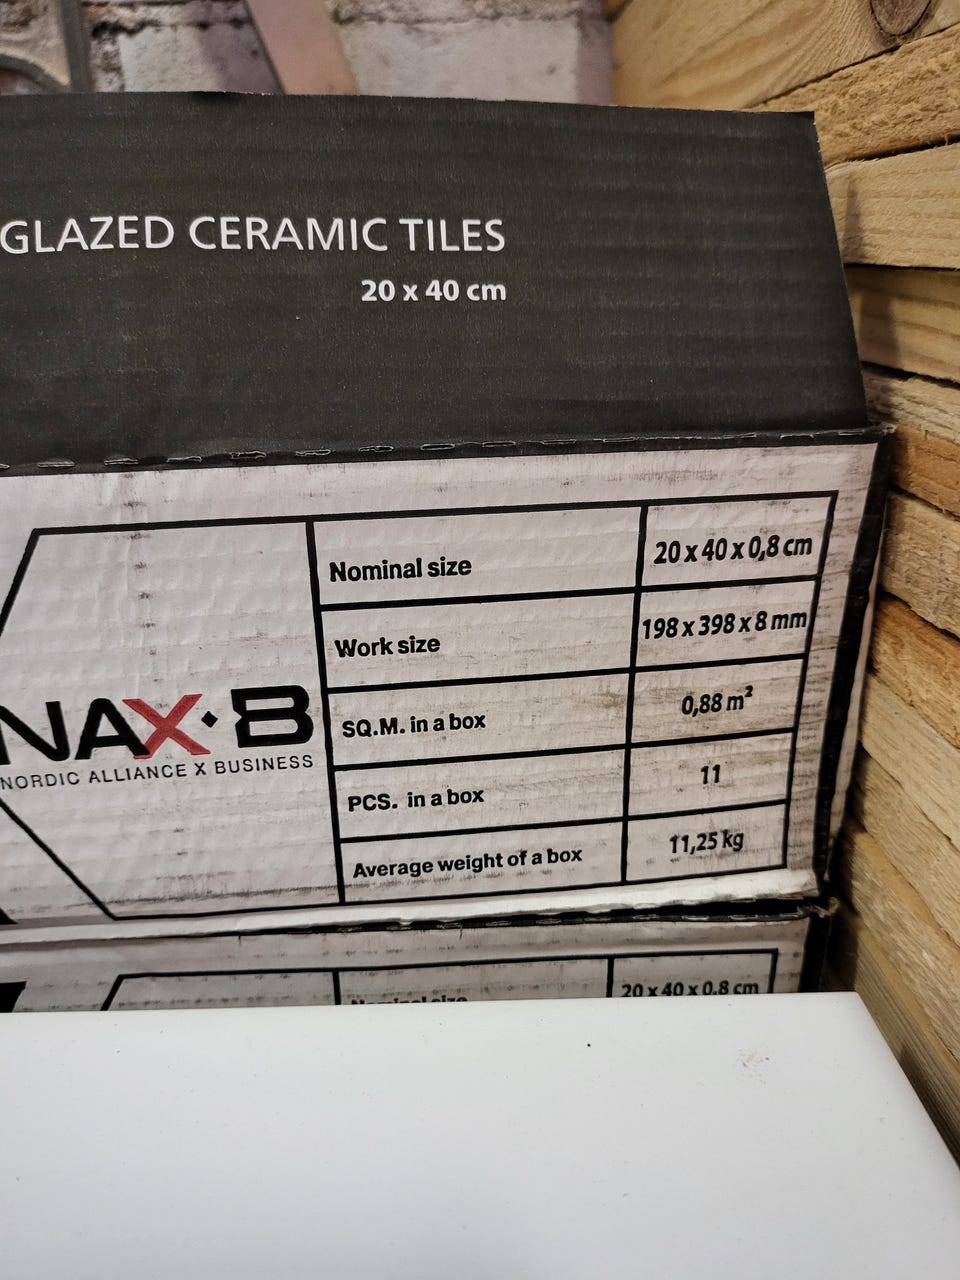 GLAZED CERAMIC TILES
20 x 40 cm
Nominal size 20 x 40 x 0,8 cm
Work size 198 x 398 x 8 mm
SQ.M. in a box 0,88 m²
PCS. in a box 11
Average weight of a box 11,25 kg
NAX·B
NORDIC ALLIANCE X BUSINESS
Nominal size 20 x 40 x 0,8 cm